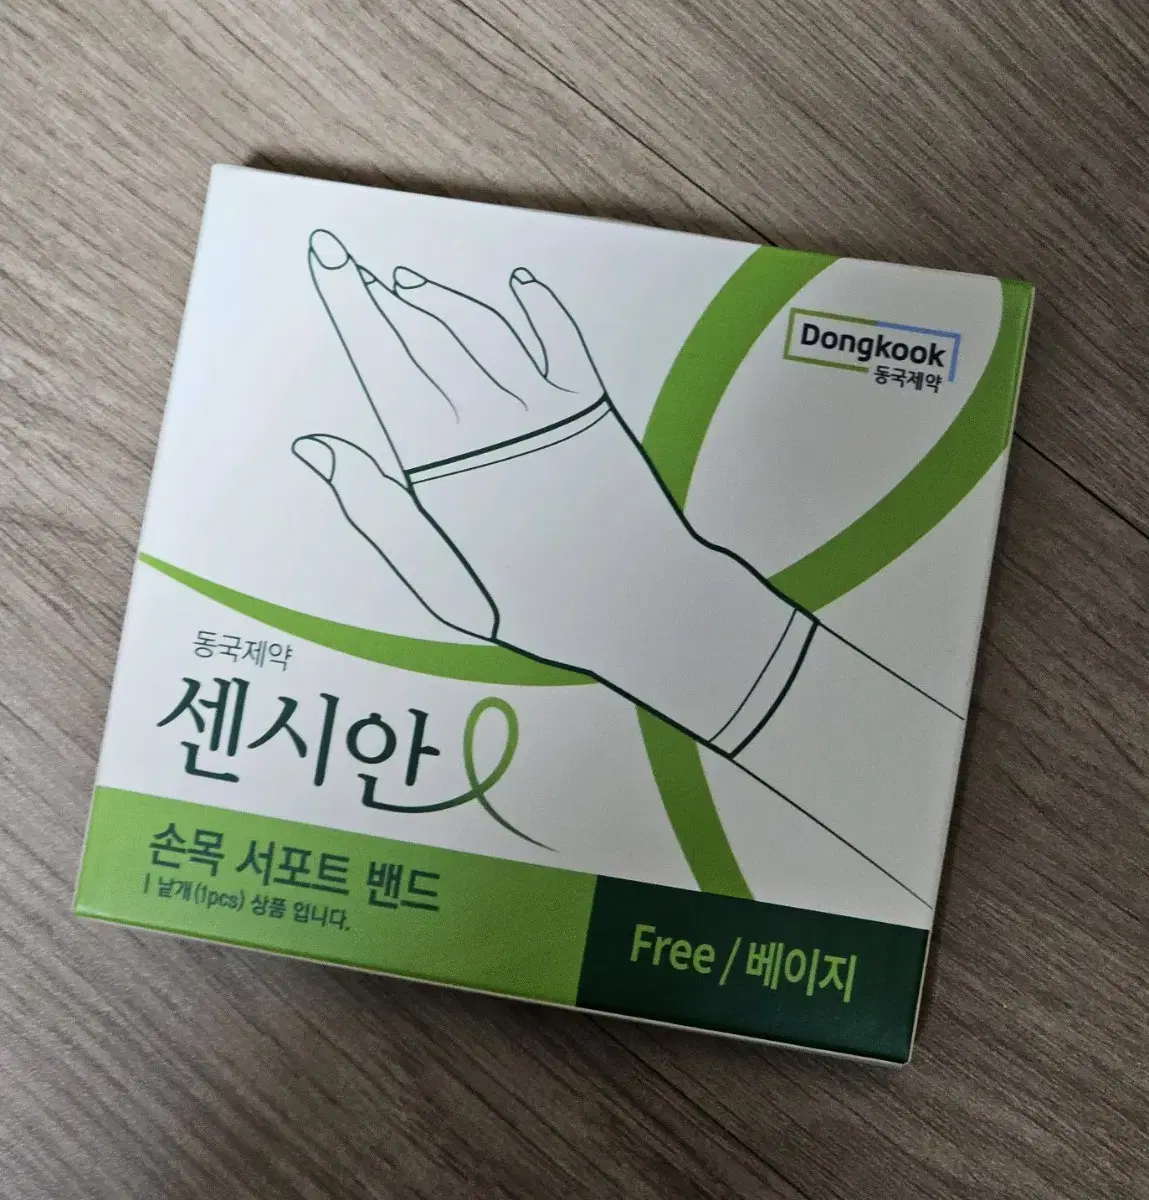 Dongkook
동국제약
동국제약
센시안
손목 서포트 밴드
| 낱개(1pcs) 상품 입니다.
Free / 베이지